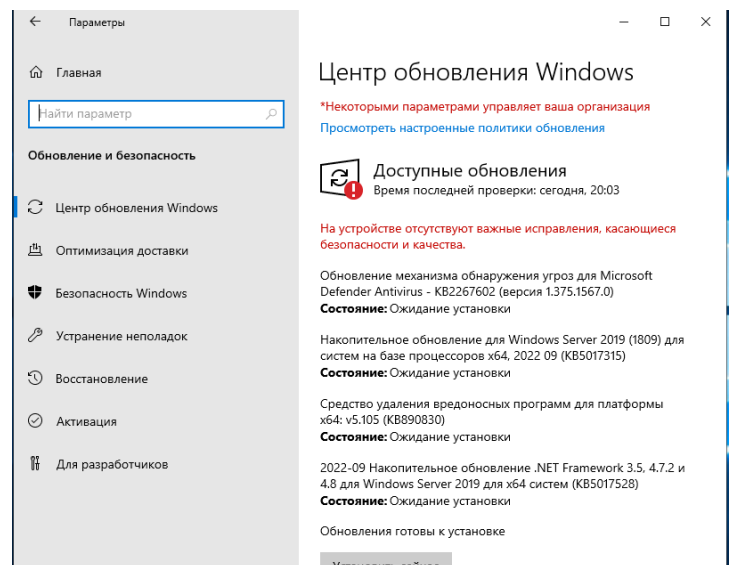 Параметры
Главная
Найти параметр
Обновление и безопасность
Центр обновления Windows
Оптимизация доставки
Безопасность Windows
Устранение неполадок
Восстановление
Активация
Для разработчиков
Центр обновления Windows
*Некоторыми параметрами управляет ваша организация
Просмотреть настроенные политики обновления
Доступные обновления
Время последней проверки: сегодня, 20:03
На устройстве отсутствуют важные исправления, касающиеся
безопасности и качества.
Обновление механизма обнаружения угроз для Microsoft
Defender Antivirus - KB2267602 (версия 1.375.1567.0)
Состояние: Ожидание установки
Накопительное обновление для Windows Server 2019 (1809) для
систем на базе процессоров x64, 2022 09 (KB5017315)
Состояние: Ожидание установки
Средство удаления вредоносных программ для платформы
x64: v5.105 (KB890830)
Состояние: Ожидание установки
2022-09 Накопительное обновление .NET Framework 3.5, 4.7.2 и
4.8 для Windows Server 2019 для x64 систем (KB5017528)
Состояние: Ожидание установки
Обновления готовы к установке
Установить сейчас